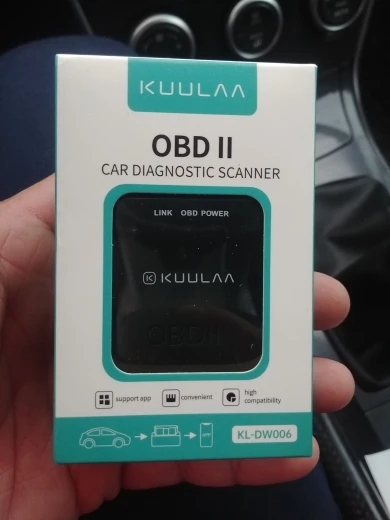 KUULAA
OBD II
CAR DIAGNOSTIC SCANNER
LINK OBD POWER
KUULAA
OBDII
support app
convenient
high
compatibility
KL-DW006